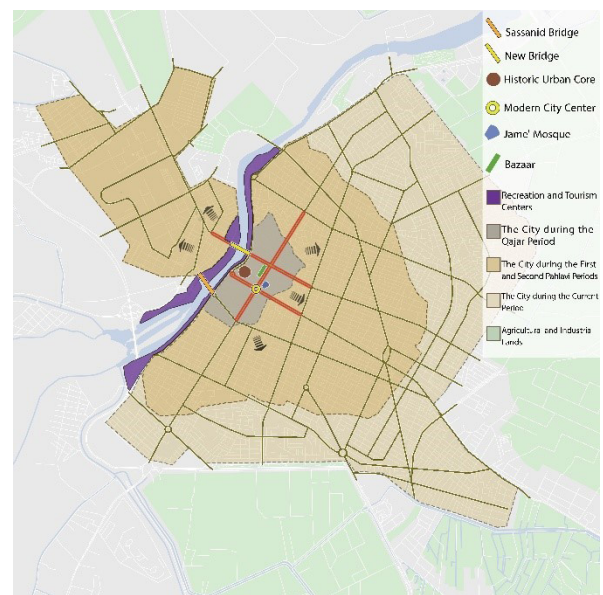 Sassanid Bridge
New Bridge
Historic Urban Core
Modern City Center
Jame' Mosque
Bazaar
Recreation and Tourism
Centers
The City during the
Qajar Period
The City during the First
and Second Pahlavi Periods
The City during the Current
Period
Agricultural and Industrial
Lands